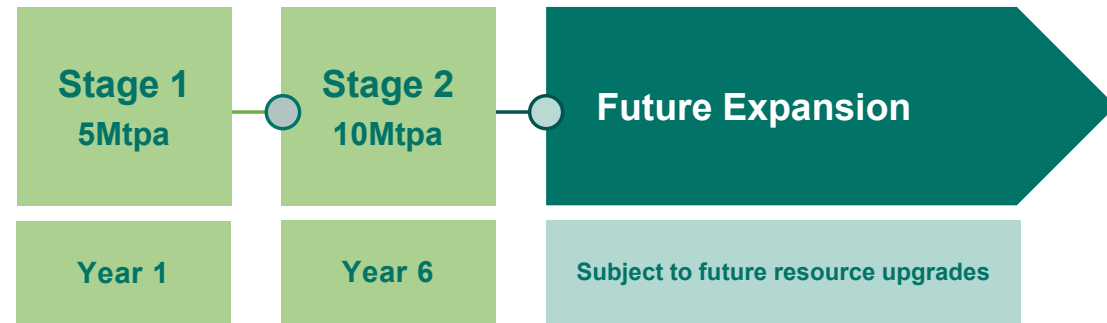 Stage 1
5Mtpa
Stage 2
10Mtpa
Future Expansion
Year 1
Year 6
Subject to future resource upgrades